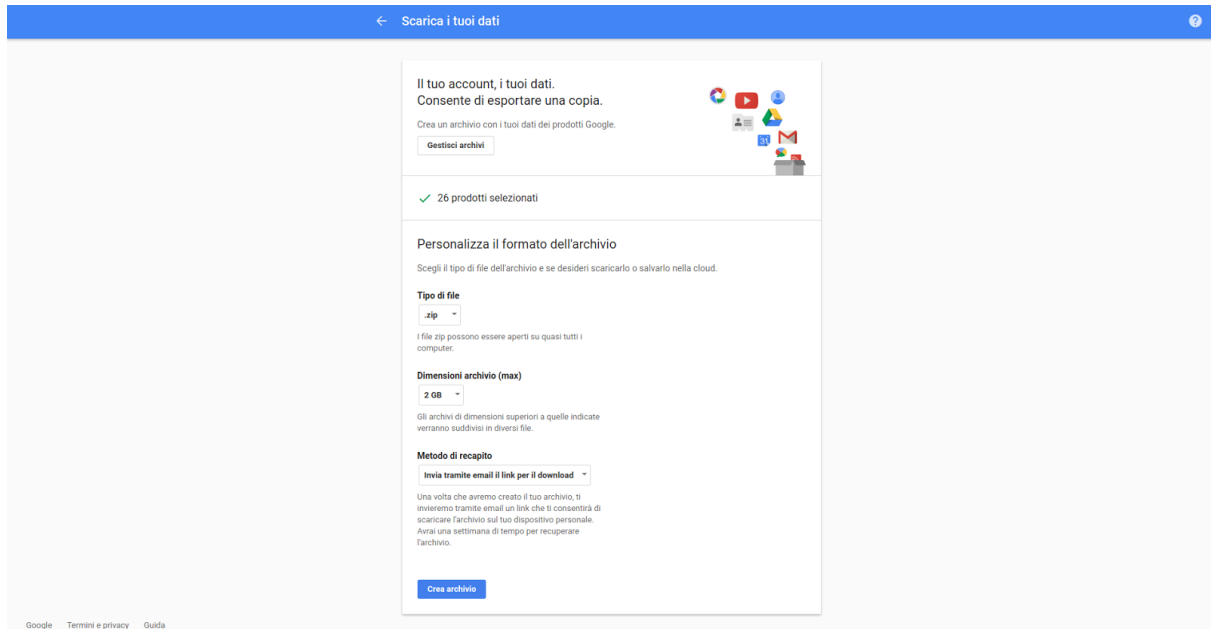 Scarica i tuoi dati
Il tuo account, i tuoi dati.
Consente di esportare una copia.
Crea un archivio con i tuoi dati dei prodotti Google.
Gestisci archivi
31
26 prodotti selezionati
Personalizza il formato dell'archivio
Scegli il tipo di file dell'archivio e se desideri scaricarlo o salvarlo nella cloud.
Tipo di file
.zip
I file zip possono essere aperti su quasi tutti i
computer.
Dimensioni archivio (max)
2 GB
Gli archivi di dimensioni superiori a quelle indicate
verranno suddivisi in diversi file.
Metodo di recapito
Invia tramite email il link per il download
Una volta che avremo creato il tuo archivio, ti
invieremo tramite email un link che ti consentirà di
scaricare l'archivio sul tuo dispositivo personale.
Avrai una settimana di tempo per recuperare
l'archivio.
Crea archivio
Google Termini e privacy Guida